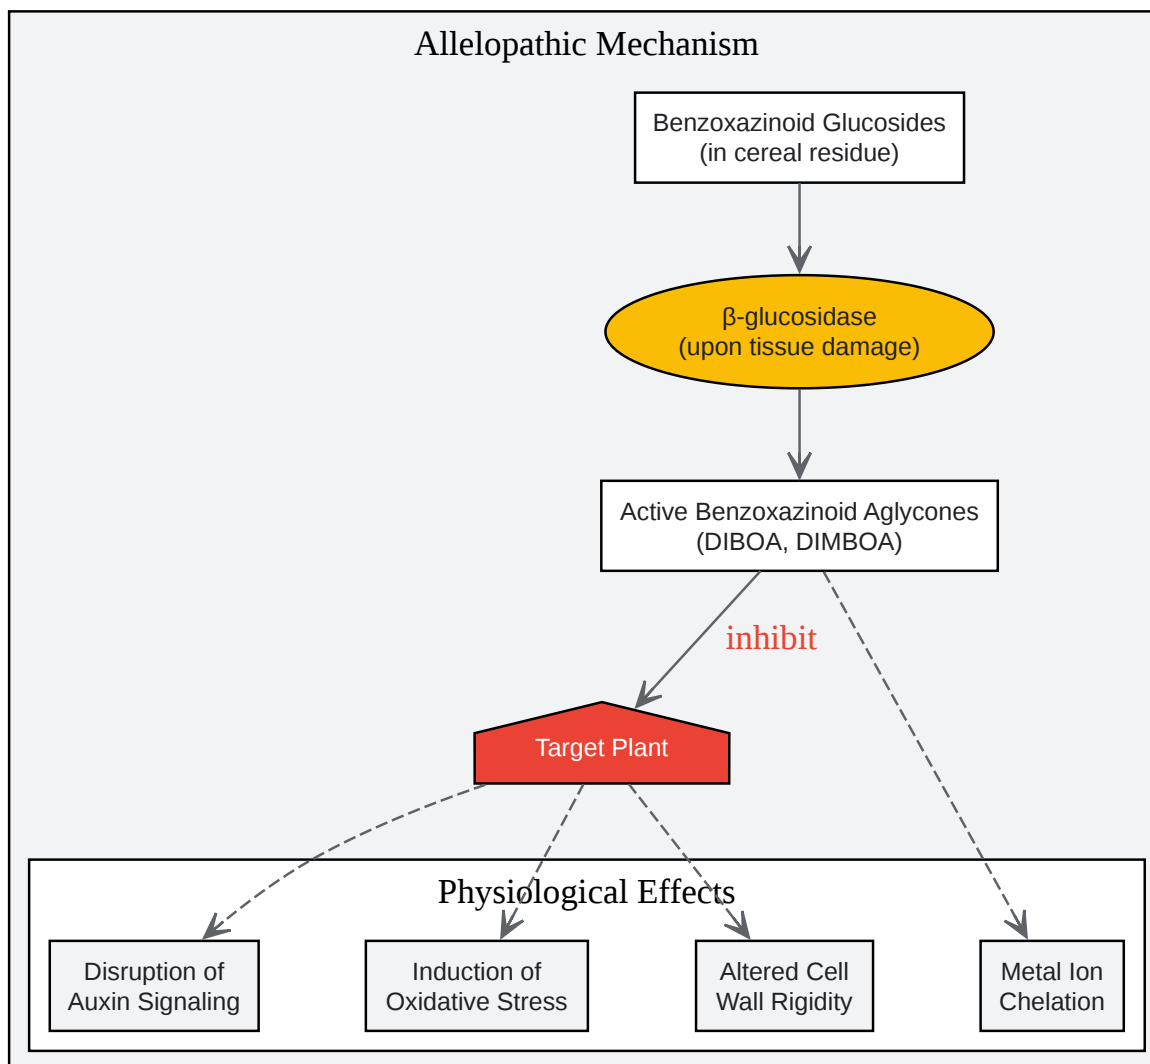 Allelopathic Mechanism
Benzoxazinoid Glucosides
(in cereal residue)
β-glucosidase
(upon tissue damage)
Active Benzoxazinoid Aglycones
(DIBOA, DIMBOA)
inhibit
Target Plant
Physiological Effects
Disruption of
Auxin Signaling
Induction of
Oxidative Stress
Altered Cell
Wall Rigidity
Metal Ion
Chelation